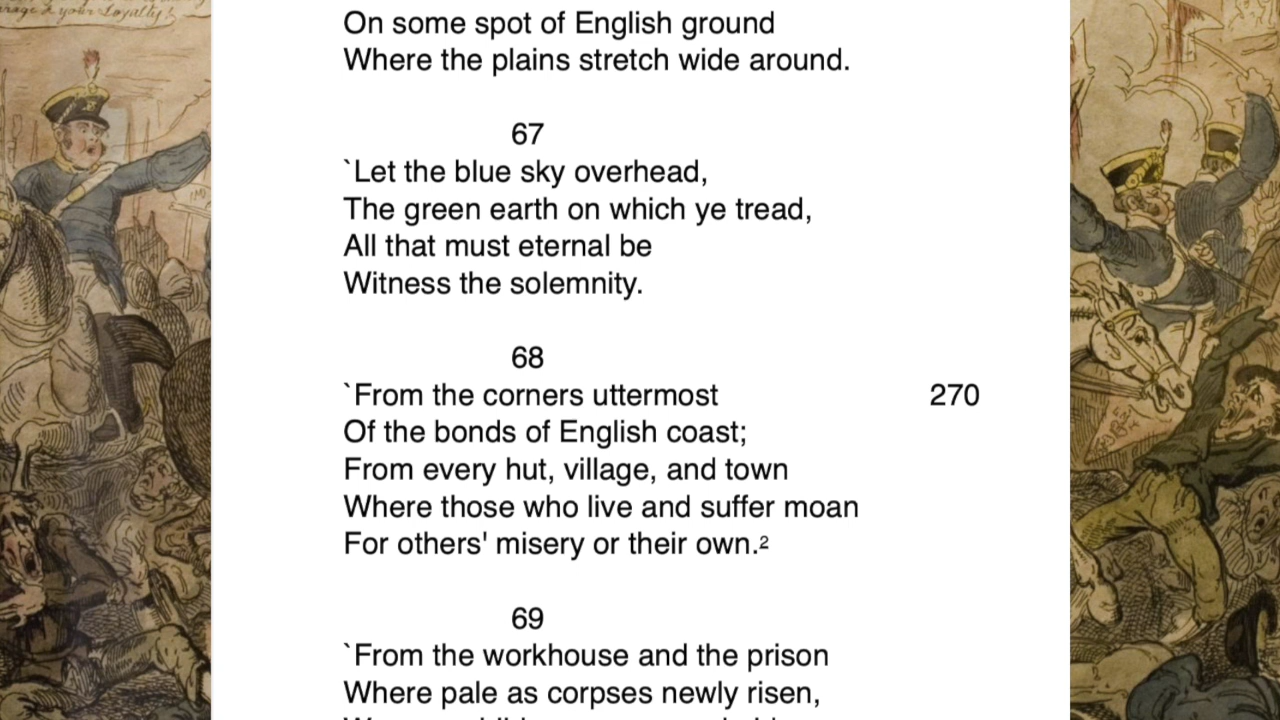 your Loyalty!
On some spot of English ground
Where the plains stretch wide around.
67
`Let the blue sky overhead,
The green earth on which ye tread,
All that must eternal be
Witness the solemnity.
68
`From the corners uttermost
270
Of the bonds of English coast;
From every hut, village, and town
Where those who live and suffer moan
For others' misery or their own.²
69
`From the workhouse and the prison
Where pale as corpses newly risen,